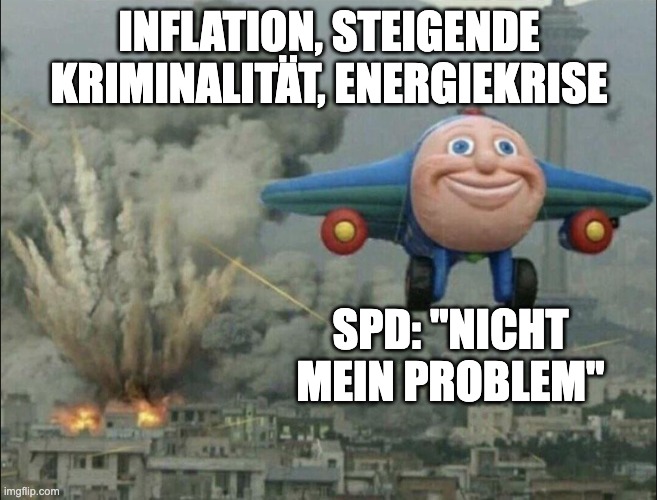 INFLATION, STEIGENDE
KRIMINALITÄT, ENERGIEKRISE
SPD: "NICHT
MEIN PROBLEM"
imgflip.com